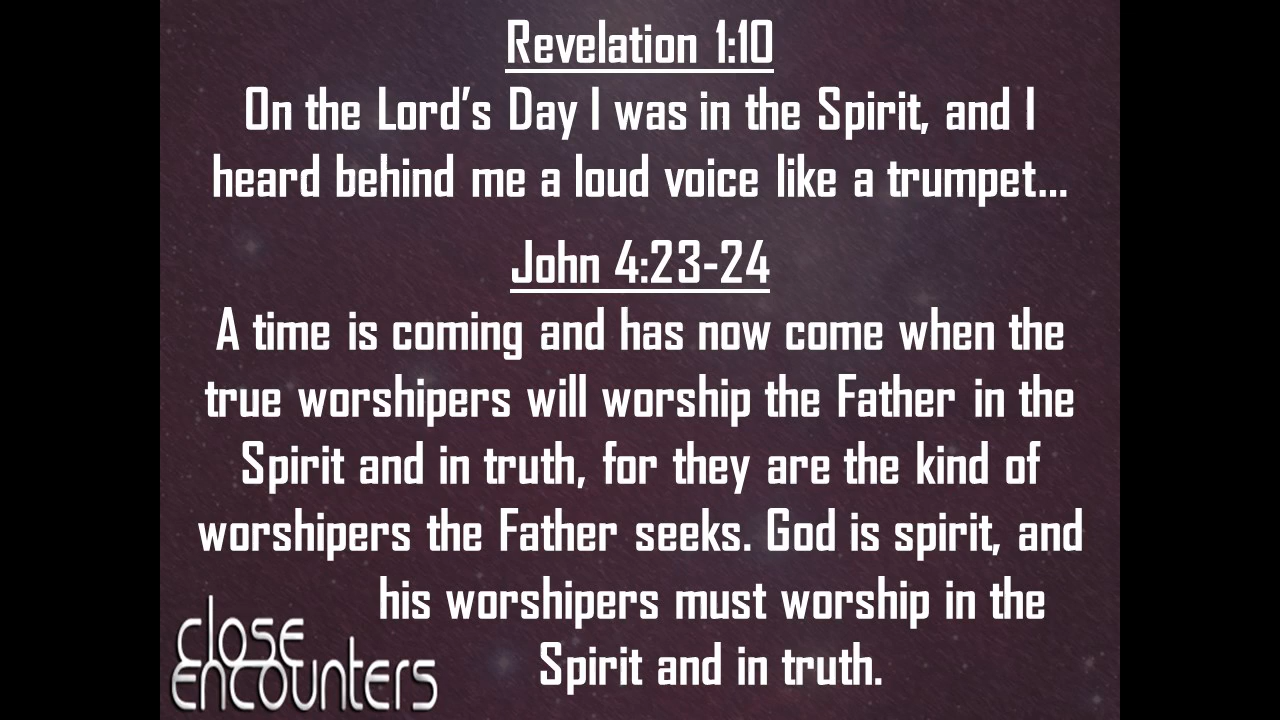 Revelation 1:10
On the Lord’s Day I was in the Spirit, and I
heard behind me a loud voice like a trumpet...
John 4:23-24
A time is coming and has now come when the
true worshipers will worship the Father in the
Spirit and in truth, for they are the kind of
worshipers the Father seeks. God is spirit, and
his worshipers must worship in the
Spirit and in truth.
close
ENCOUNTERS